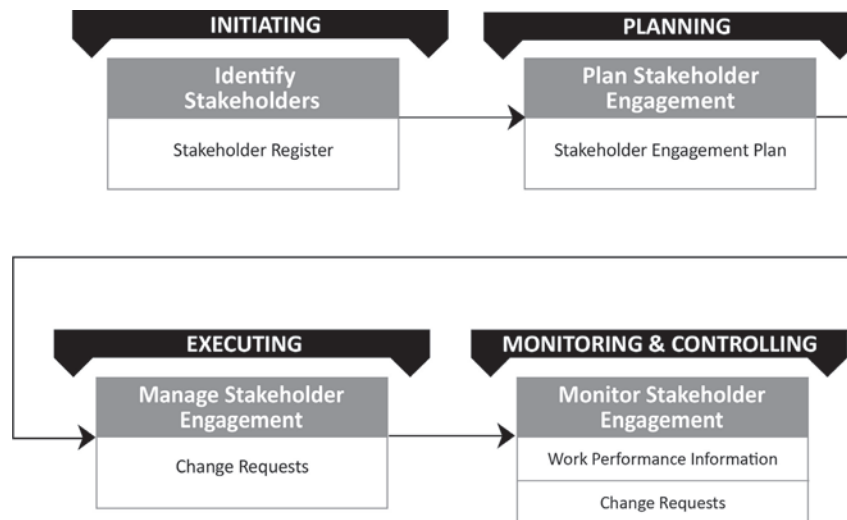 INITIATING
Identify
Stakeholders
Stakeholder Register
PLANNING
Plan Stakeholder
Engagement
Stakeholder Engagement Plan
EXECUTING
Manage Stakeholder
Engagement
Change Requests
MONITORING & CONTROLLING
Monitor Stakeholder
Engagement
Work Performance Information
Change Requests